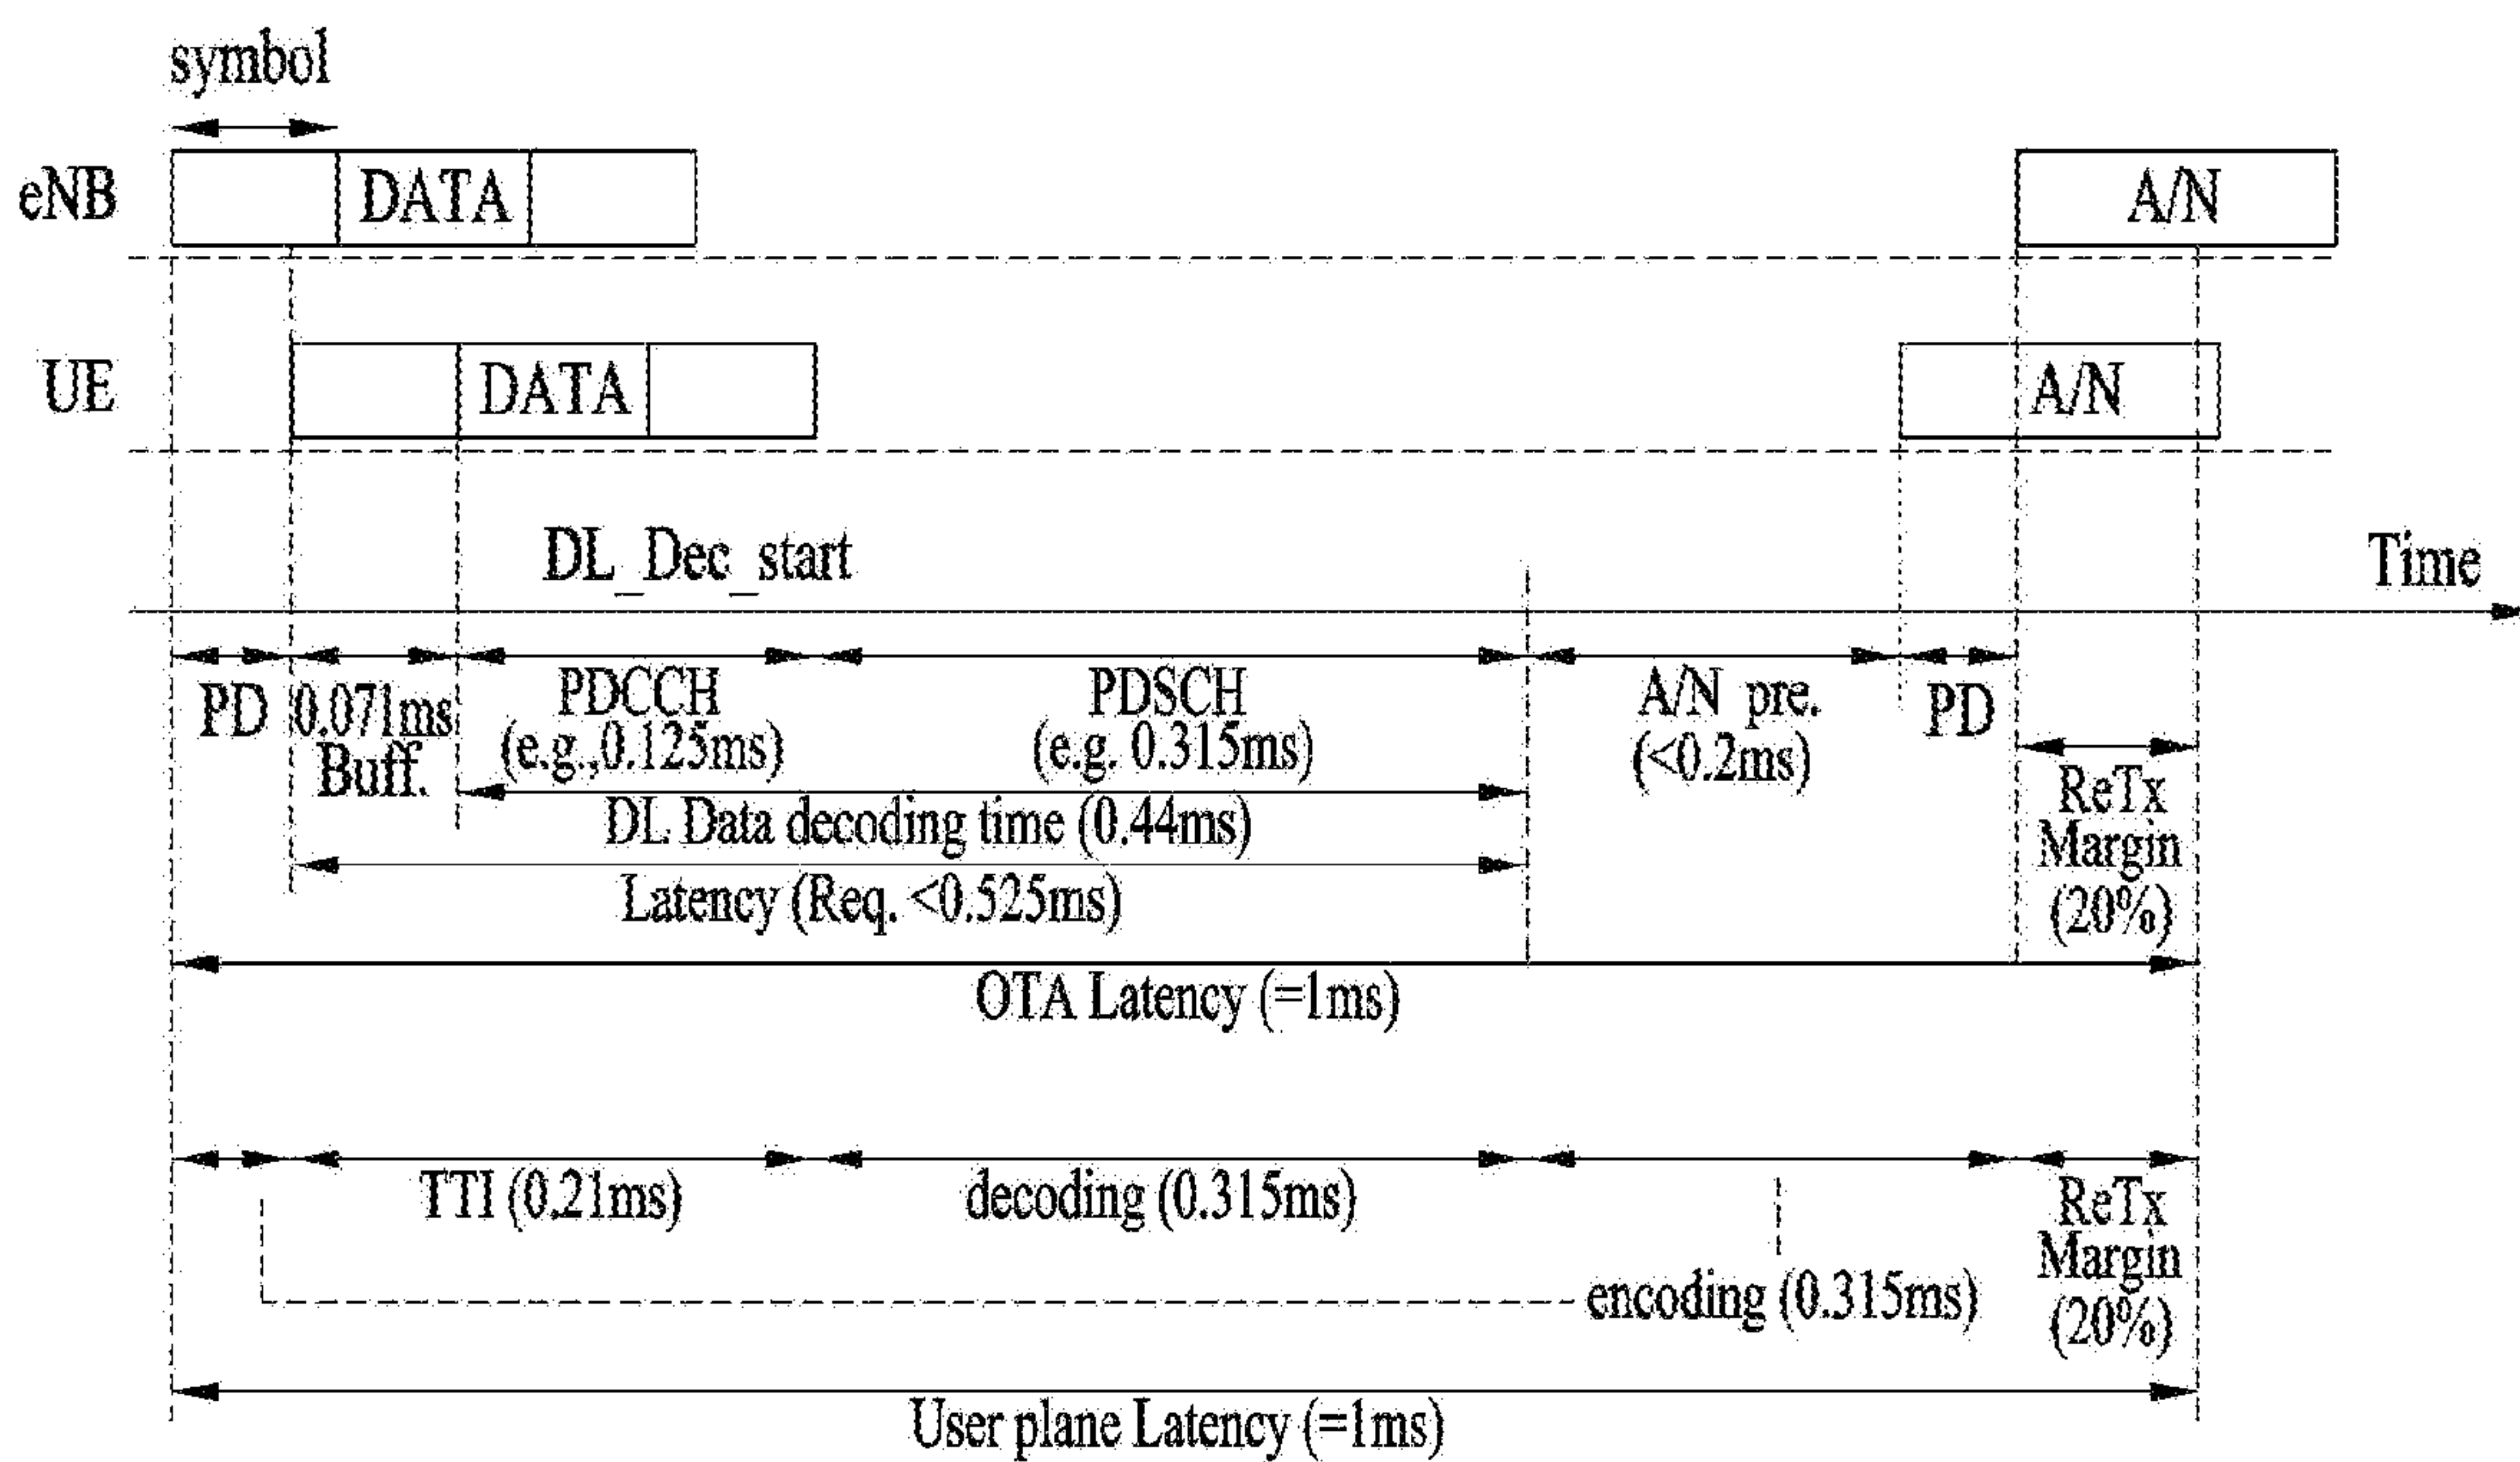 symbol
eNB
DATA
A/N
UE
DATA
A/N
DL_Dec_start
Time
PD
0.071ms
Buff.
PDCCH
(e.g.,0.125ms)
PDSCH
(e.g. 0.315ms)
A/N pre.
(<0.2ms)
PD
ReTx
Margin
(20%)
DL Data decoding time (0.44ms)
Latency (Req. <0.525ms)
OTA Latency (=1ms)
TTI (0.21ms)
decoding (0.315ms)
ReTx
Margin
(20%)
encoding (0.315ms)
User plane Latency (=1ms)